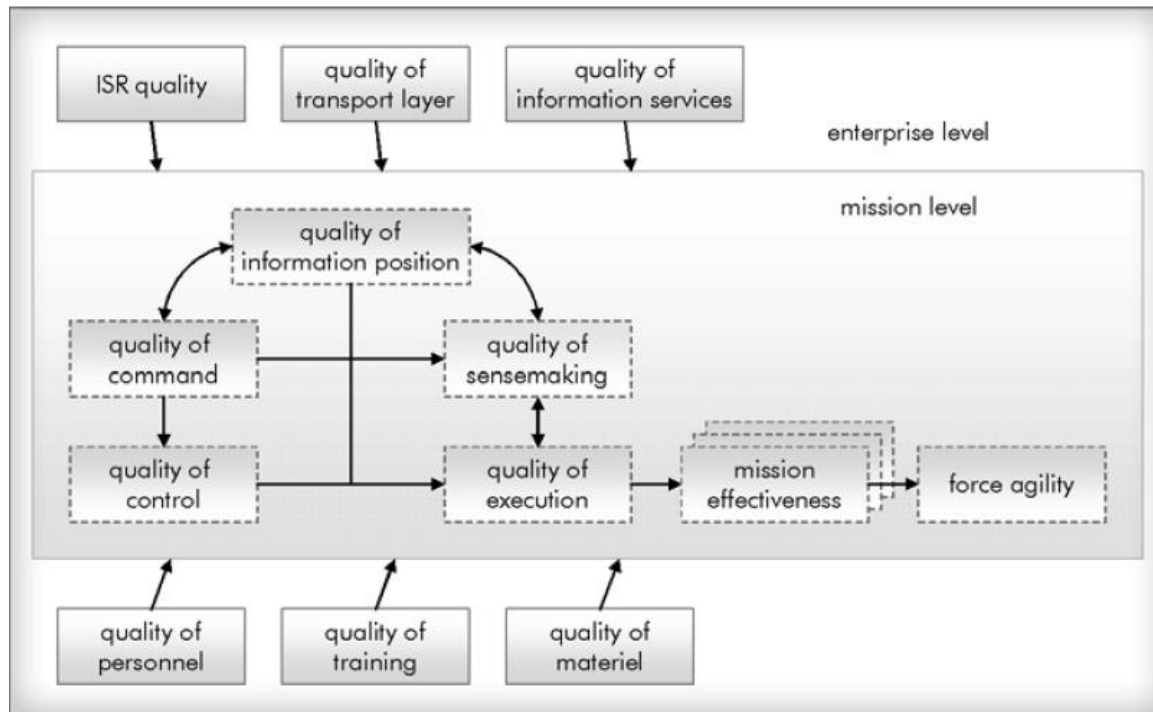 ISR quality
quality of
transport layer
quality of
information services
enterprise level
mission level
quality of
information position
quality of
command
quality of
sensemaking
quality of
control
quality of
execution
mission
effectiveness
force agility
quality of
personnel
quality of
training
quality of
materiel